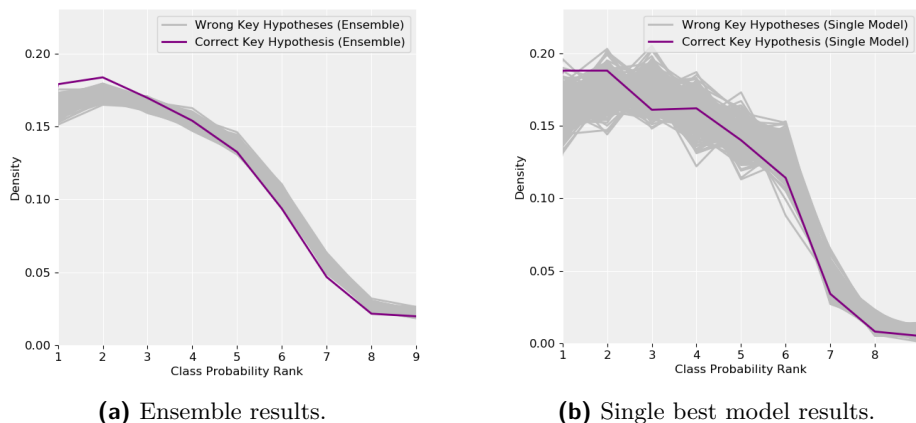 Wrong Key Hypotheses (Ensemble)
Correct Key Hypothesis (Ensemble)
0.20
0.15
0.10
0.05
0.00
Density
1 2 3 4 5 6 7 8 9
Class Probability Rank
(a) Ensemble results.
Wrong Key Hypotheses (Single Model)
Correct Key Hypothesis (Single Model)
0.20
0.15
0.10
0.05
0.00
Density
1 2 3 4 5 6 7 8
Class Probability Rank
(b) Single best model results.